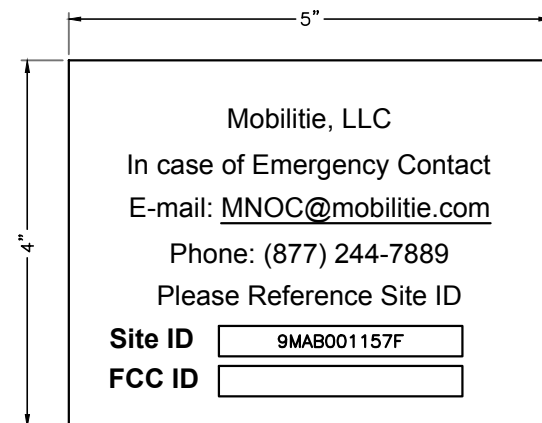 5"
Mobilitie, LLC
In case of Emergency Contact
E-mail: MNOC@mobilitie.com
4"
Phone: (877) 244-7889
Please Reference Site ID
Site ID 9MAB001157F
FCC ID